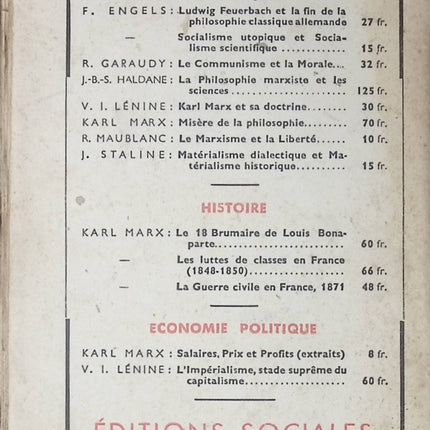 F. ENGELS : Ludwig Feuerbach et la fin de la
philosophie classique allemande 27 fr.
— Socialisme utopique et Socia-
lisme scientifique................ 15 fr.
R. GARAUDY : Le Communisme et la Morale... 32 fr.
J.-B.-S. HALDANE : La Philosophie marxiste et les
sciences................... 125 fr.
V. I. LÉNINE : Karl Marx et sa doctrine........ 30 fr.
KARL MARX : Misère de la philosophie........ 70 fr.
R. MAUBLANC : Le Marxisme et la Liberté...... 10 fr.
J. STALINE : Matérialisme dialectique et Ma-
térialisme historique........... 15 fr.
HISTOIRE
KARL MARX : Le 18 Brumaire de Louis Bona-
parte....................... 60 fr.
— Les luttes de classes en France
(1848-1850)................. 66 fr.
— La Guerre civile en France, 1871 48 fr.
ECONOMIE POLITIQUE
KARL MARX : Salaires, Prix et Profits (extraits) 8 fr.
V. I. LÉNINE : L'Impérialisme, stade suprême du
capitalisme................. 60 fr.
ÉDITIONS SOCIALES